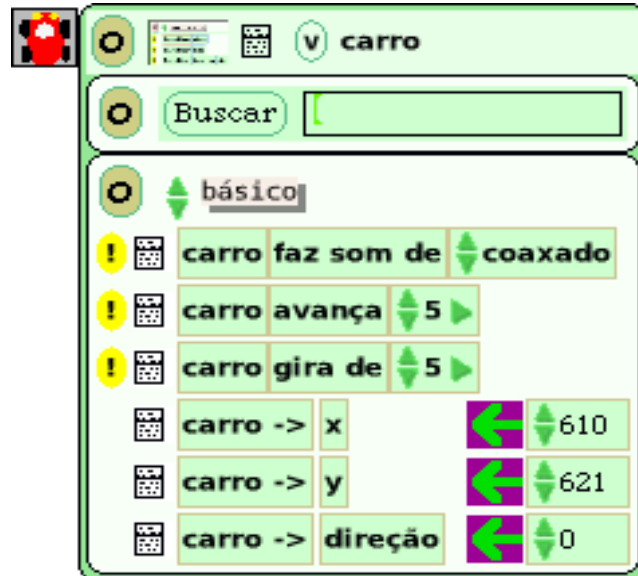 O v carro
O Buscar
O básico
! carro faz som de coaxado
! carro avança 5
! carro gira de 5
carro -> x 610
carro -> y 621
carro -> direção 0